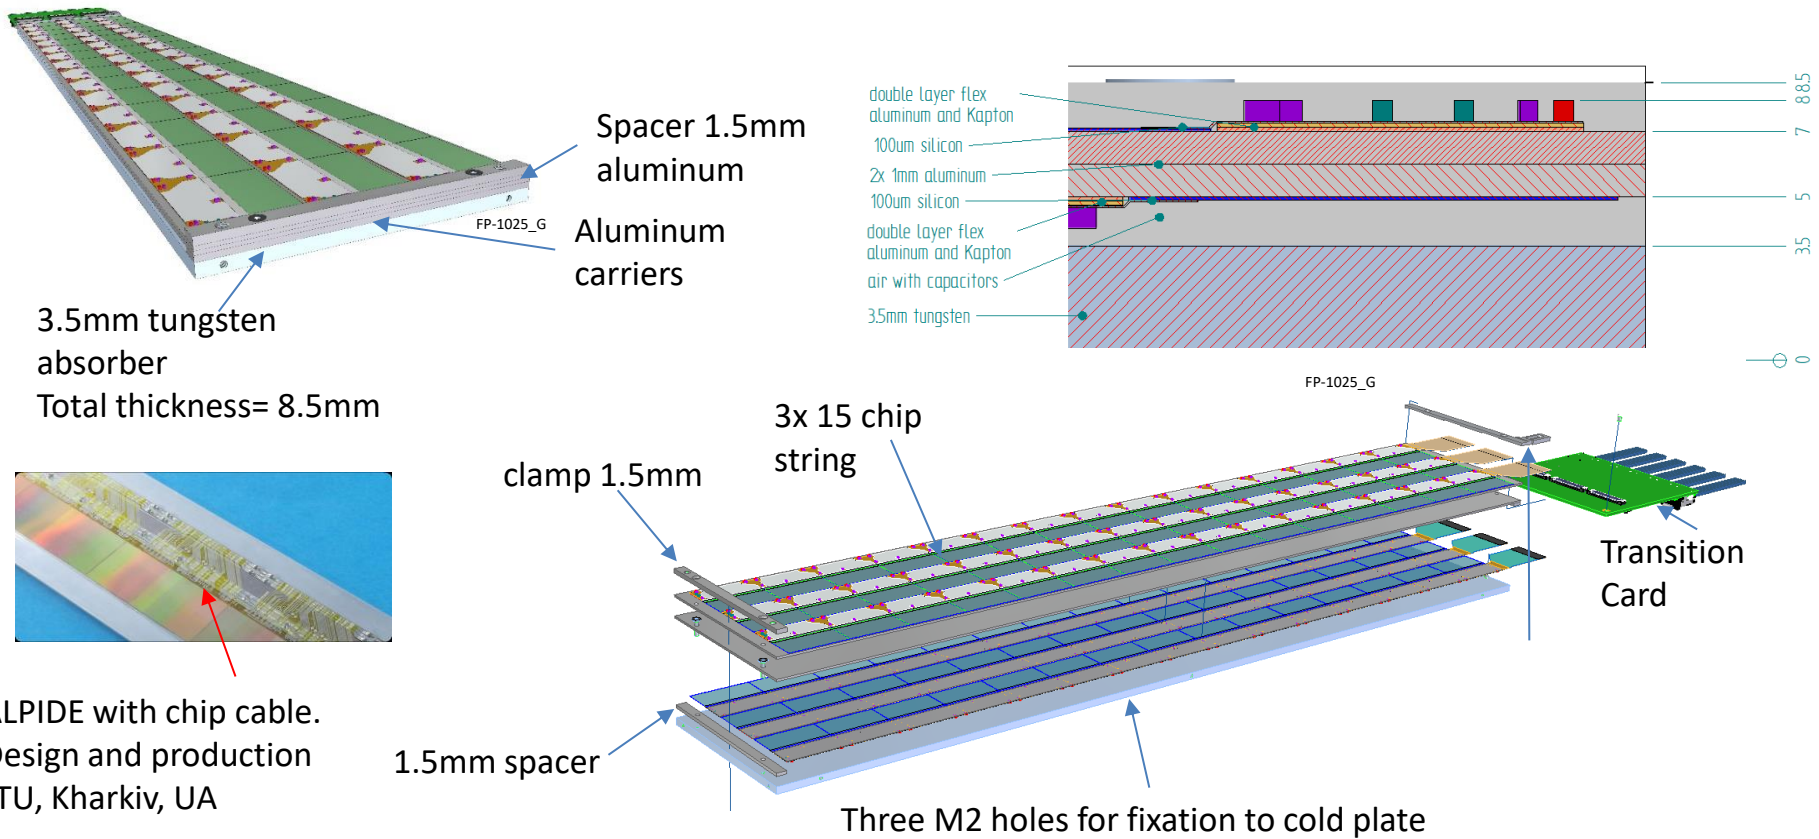 Spacer 1.5mm
aluminum
FP-1025_G
Aluminum
carriers
3.5mm tungsten
absorber
Total thickness= 8.5mm
double layer flex
aluminum and Kapton
100um silicon
2x 1mm aluminum
100um silicon
double layer flex
aluminum and Kapton
air with capacitors
3.5mm tungsten
8.5
8
7
5
3.5
0
FP-1025_G
3x 15 chip
string
clamp 1.5mm
Transition
Card
1.5mm spacer
Three M2 holes for fixation to cold plate
ALPIDE with chip cable.
Design and production
TU, Kharkiv, UA